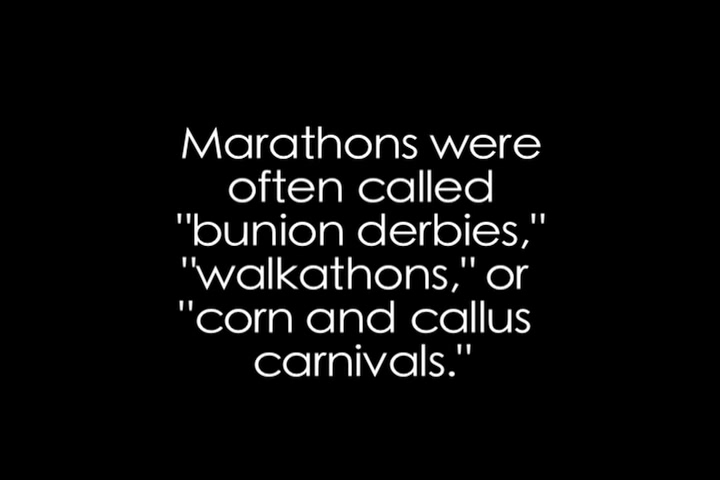 Marathons were
often called
"bunion derbies,"
"walkathons," or
"corn and callus
carnivals."